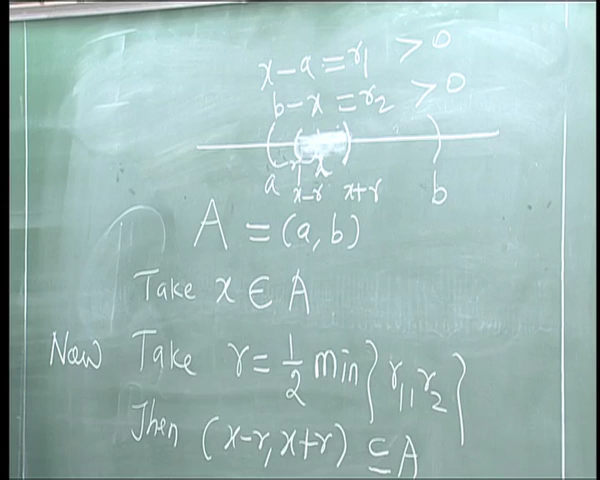 x-a=r₁ >0
b-x=r₂ >0
( ( ) )
a x-r x x+r b
A = (a, b)
Take x ∈ A
Now Take r = 1/2 min } r₁, r₂ }
Then (x-r, x+r) ⊆ A